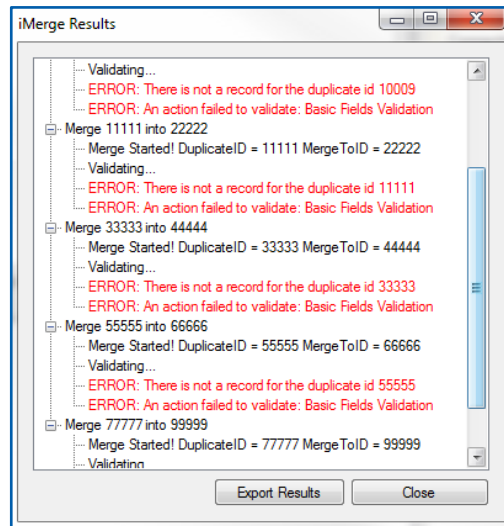 iMerge Results
Validating...
ERROR: There is not a record for the duplicate id 10009
ERROR: An action failed to validate: Basic Fields Validation
Merge 11111 into 22222
Merge Started! DuplicateID = 11111 MergeToID = 22222
Validating...
ERROR: There is not a record for the duplicate id 11111
ERROR: An action failed to validate: Basic Fields Validation
Merge 33333 into 44444
Merge Started! DuplicateID = 33333 MergeToID = 44444
Validating...
ERROR: There is not a record for the duplicate id 33333
ERROR: An action failed to validate: Basic Fields Validation
Merge 55555 into 66666
Merge Started! DuplicateID = 55555 MergeToID = 66666
Validating...
ERROR: There is not a record for the duplicate id 55555
ERROR: An action failed to validate: Basic Fields Validation
Merge 77777 into 99999
Merge Started! DuplicateID = 77777 MergeToID = 99999
Validating
Export Results
Close